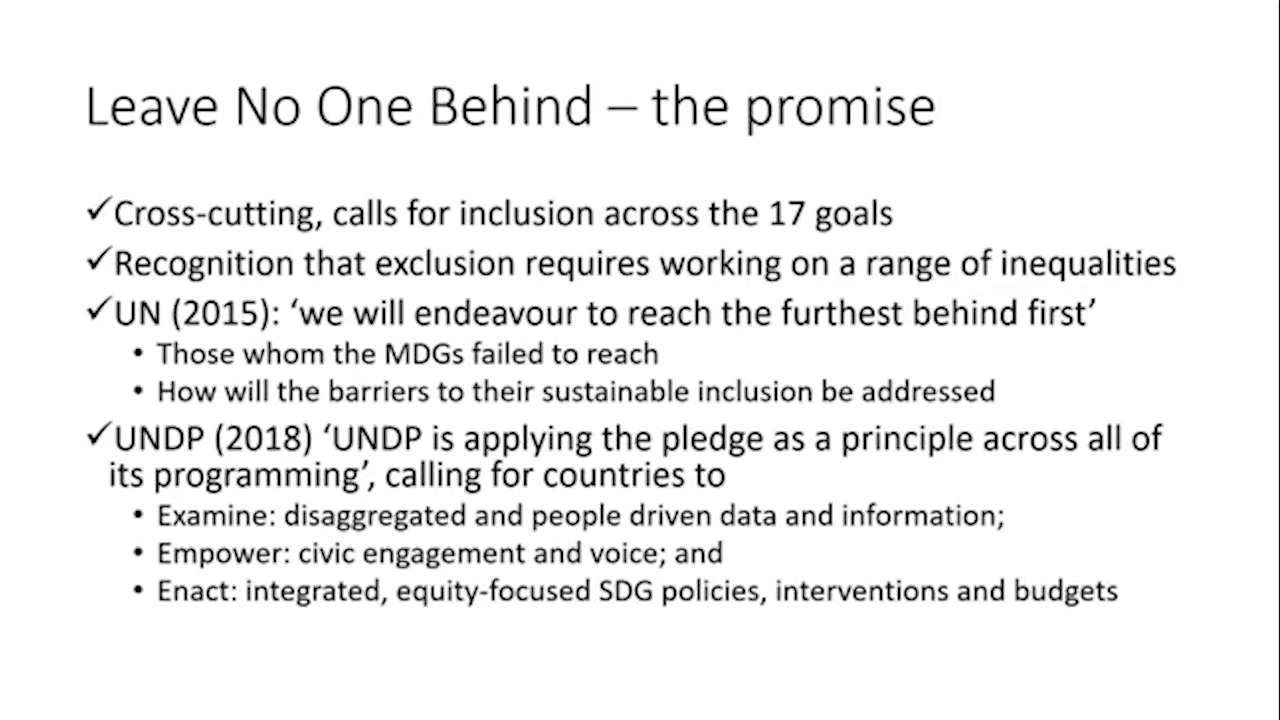 Leave No One Behind – the promise
✓Cross-cutting, calls for inclusion across the 17 goals
✓Recognition that exclusion requires working on a range of inequalities
✓UN (2015): ‘we will endeavour to reach the furthest behind first’
• Those whom the MDGs failed to reach
• How will the barriers to their sustainable inclusion be addressed
✓UNDP (2018) ‘UNDP is applying the pledge as a principle across all of
its programming’, calling for countries to
• Examine: disaggregated and people driven data and information;
• Empower: civic engagement and voice; and
• Enact: integrated, equity-focused SDG policies, interventions and budgets